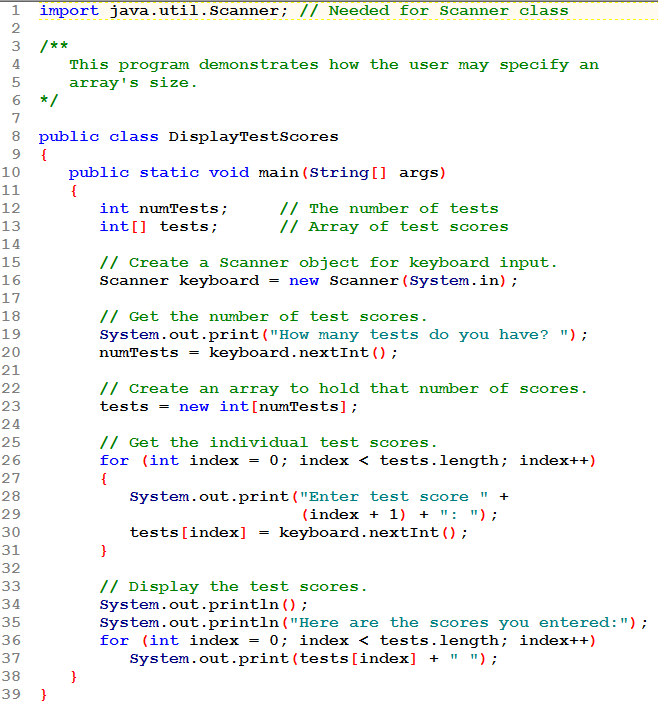 1 import java.util.Scanner; // Needed for Scanner class
2
3 /**
4    This program demonstrates how the user may specify an
5    array's size.
6 */
7
8 public class DisplayTestScores
9 {
10    public static void main(String[] args)
11    {
12       int numTests;     // The number of tests
13       int[] tests;      // Array of test scores
14
15       // Create a Scanner object for keyboard input.
16       Scanner keyboard = new Scanner(System.in);
17
18       // Get the number of test scores.
19       System.out.print("How many tests do you have? ");
20       numTests = keyboard.nextInt();
21
22       // Create an array to hold that number of scores.
23       tests = new int[numTests];
24
25       // Get the individual test scores.
26       for (int index = 0; index < tests.length; index++)
27       {
28          System.out.print("Enter test score " +
29                           (index + 1) + ": ");
30          tests[index] = keyboard.nextInt();
31       }
32
33       // Display the test scores.
34       System.out.println();
35       System.out.println("Here are the scores you entered:");
36       for (int index = 0; index < tests.length; index++)
37          System.out.print(tests[index] + " ");
38    }
39 }